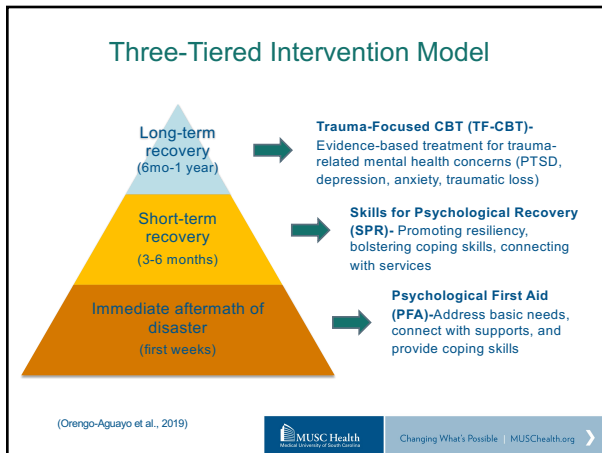 Three-Tiered Intervention Model
Long-term
recovery
(6mo-1 year)
Trauma-Focused CBT (TF-CBT)-
Evidence-based treatment for trauma-
related mental health concerns (PTSD,
depression, anxiety, traumatic loss)
Short-term
recovery
(3-6 months)
Skills for Psychological Recovery
(SPR)- Promoting resiliency,
bolstering coping skills, connecting
with services
Immediate aftermath of
disaster
(first weeks)
Psychological First Aid
(PFA)-Address basic needs,
connect with supports, and
provide coping skills
(Orengo-Aguayo et al., 2019)
MUSC Health
Medical University of South Carolina
Changing What's Possible | MUSChealth.org